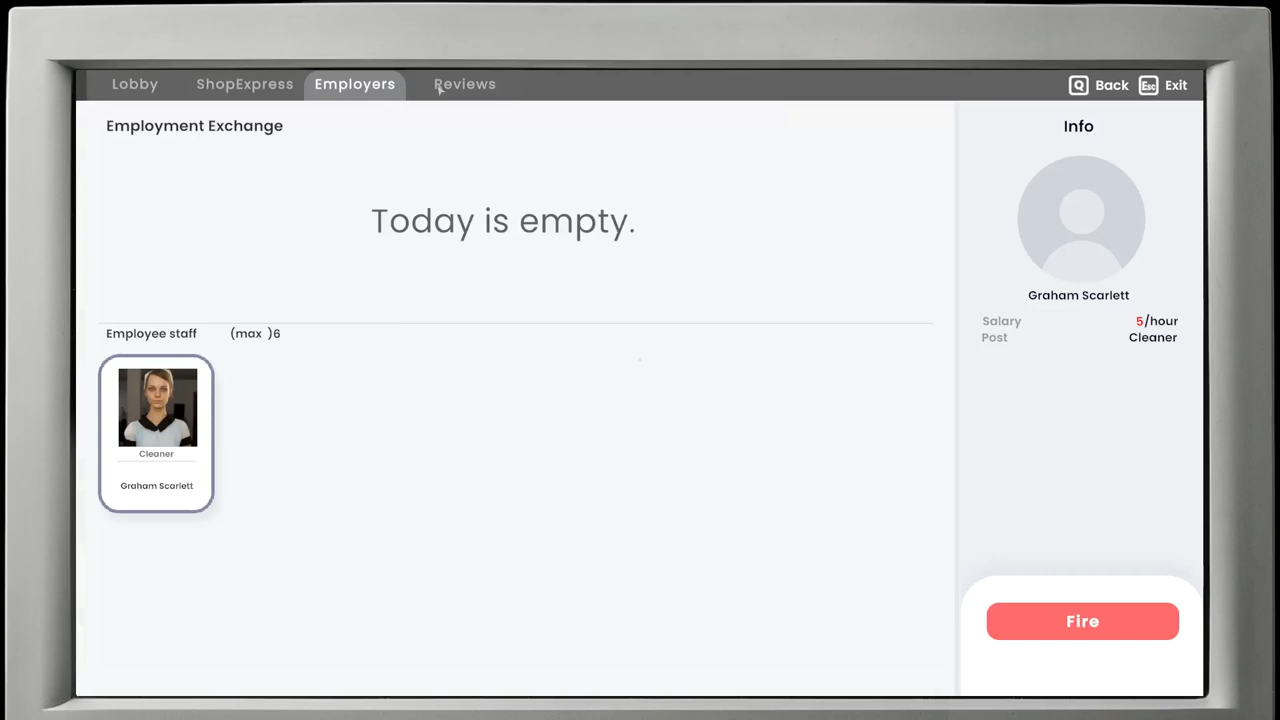 Lobby ShopExpress Employers Reviews Q Back Esc Exit
Employment Exchange
Today is empty.
Employee staff (max )6
Cleaner
Graham Scarlett
Info
Graham Scarlett
Salary 5/hour
Post Cleaner
Fire